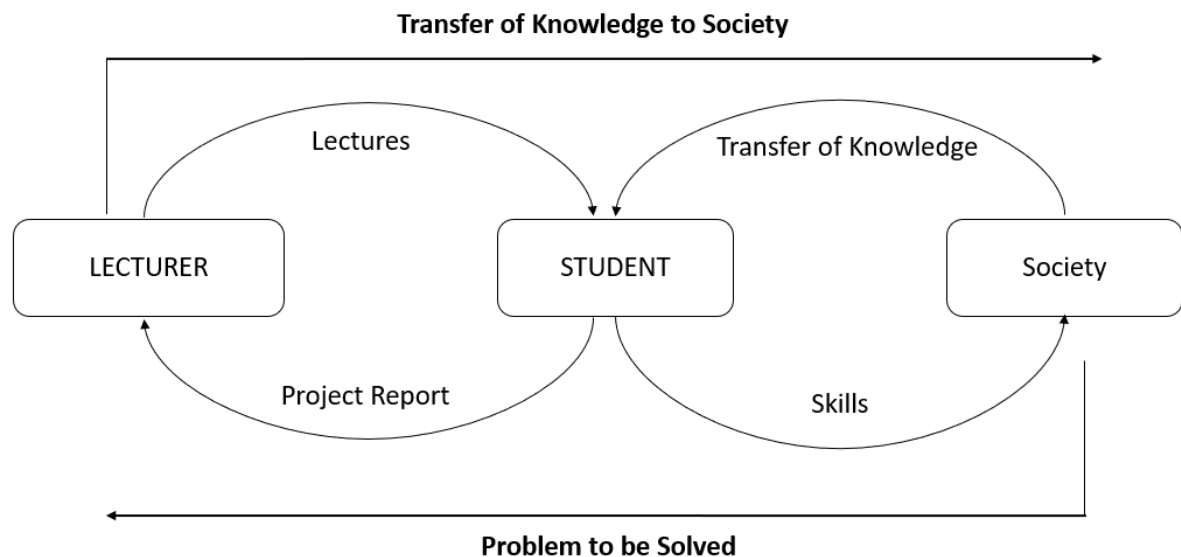 Transfer of Knowledge to Society
Lectures
Transfer of Knowledge
LECTURER
STUDENT
Society
Project Report
Skills
Problem to be Solved